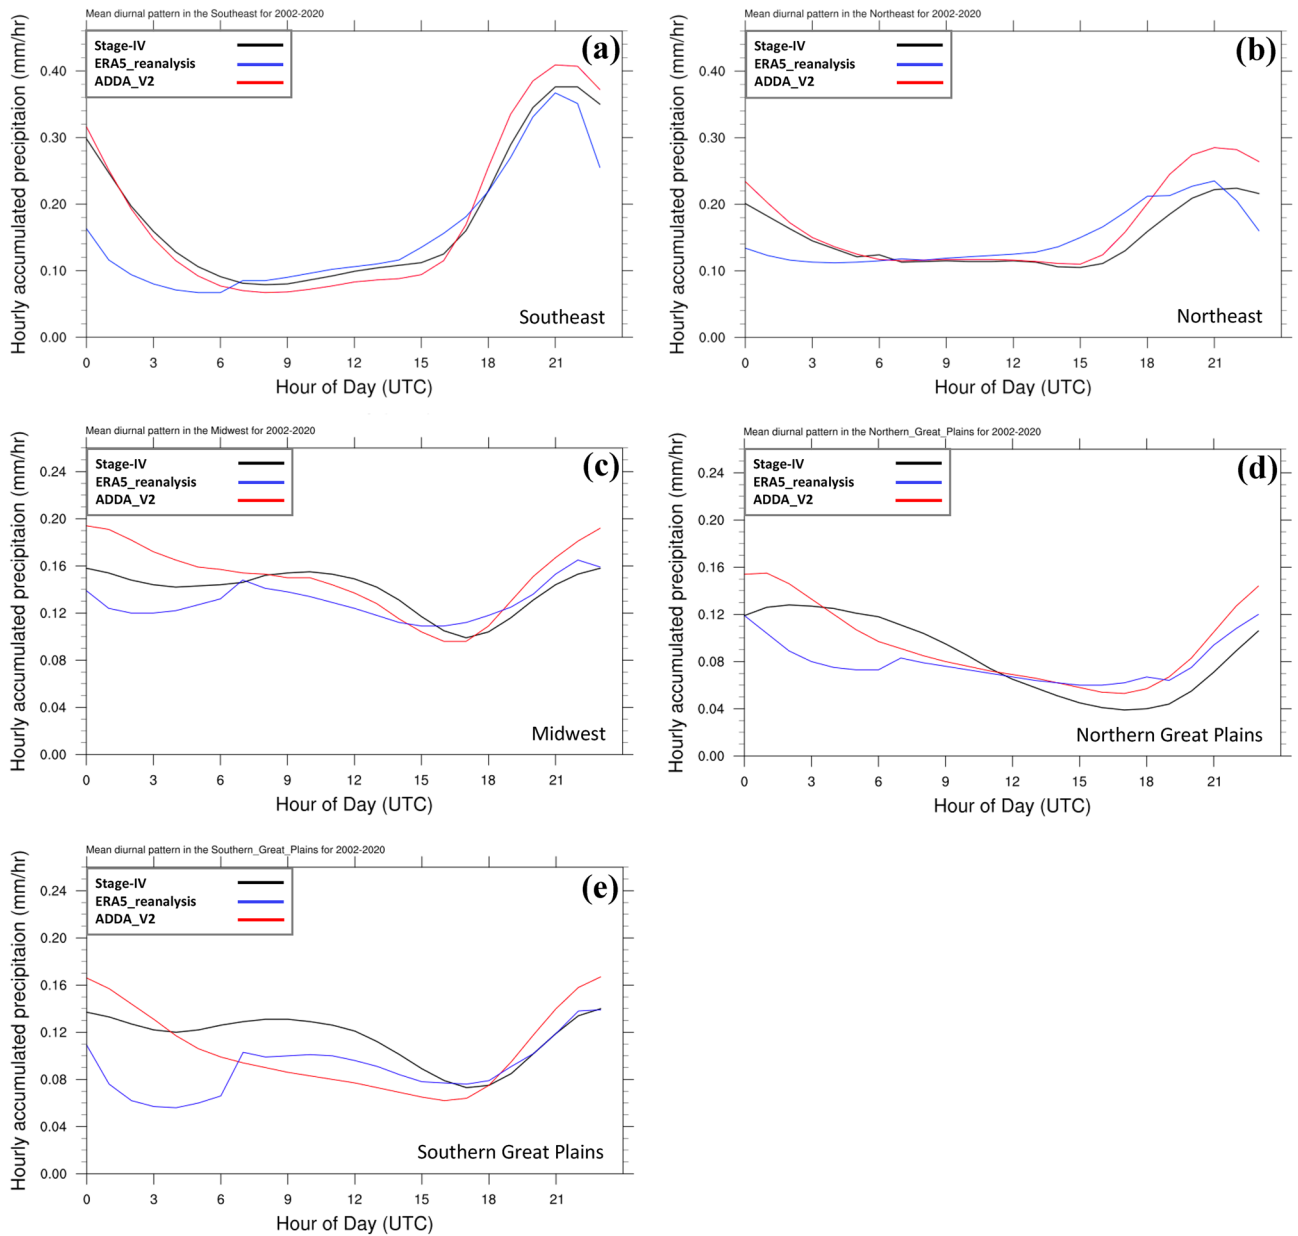 Mean diurnal pattern in the Southeast for 2002-2020
Stage-IV
ERA5_reanalysis
ADDA_V2
(a)
Hourly accumulated precipitaion (mm/hr)
0.40
0.30
0.20
0.10
0.00
Southeast
0 3 6 9 12 15 18 21
Hour of Day (UTC)
Mean diurnal pattern in the Northeast for 2002-2020
Stage-IV
ERA5_reanalysis
ADDA_V2
(b)
Hourly accumulated precipitaion (mm/hr)
0.40
0.30
0.20
0.10
0.00
Northeast
0 3 6 9 12 15 18 21
Hour of Day (UTC)
Mean diurnal pattern in the Midwest for 2002-2020
Stage-IV
ERA5_reanalysis
ADDA_V2
(c)
Hourly accumulated precipitaion (mm/hr)
0.24
0.20
0.16
0.12
0.08
0.04
0.00
Midwest
0 3 6 9 12 15 18 21
Hour of Day (UTC)
Mean diurnal pattern in the Northern_Great_Plains for 2002-2020
Stage-IV
ERA5_reanalysis
ADDA_V2
(d)
Hourly accumulated precipitaion (mm/hr)
0.24
0.20
0.16
0.12
0.08
0.04
0.00
Northern Great Plains
0 3 6 9 12 15 18 21
Hour of Day (UTC)
Mean diurnal pattern in the Southern_Great_Plains for 2002-2020
Stage-IV
ERA5_reanalysis
ADDA_V2
(e)
Hourly accumulated precipitaion (mm/hr)
0.24
0.20
0.16
0.12
0.08
0.04
0.00
Southern Great Plains
0 3 6 9 12 15 18 21
Hour of Day (UTC)